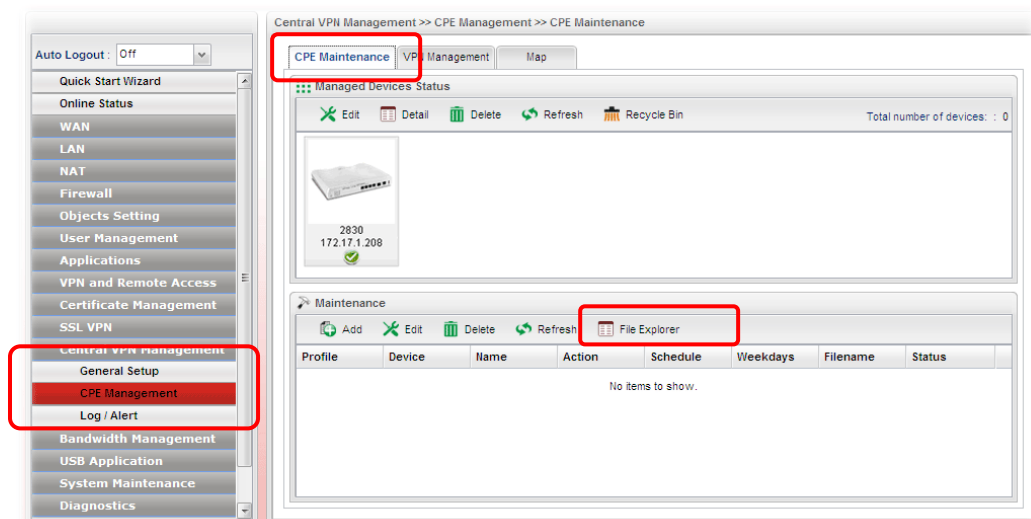 Central VPN Management >> CPE Management >> CPE Maintenance
Auto Logout : Off
Quick Start Wizard
Online Status
WAN
LAN
NAT
Firewall
Objects Setting
User Management
Applications
VPN and Remote Access
Certificate Management
SSL VPN
Central VPN Management
General Setup
CPE Management
Log / Alert
Bandwidth Management
USB Application
System Maintenance
Diagnostics
CPE Maintenance VPN Management Map
Managed Devices Status
Edit Detail Delete Refresh Recycle Bin Total number of devices: : 0
2830
172.17.1.208
Maintenance
Add Edit Delete Refresh File Explorer
Profile Device Name Action Schedule Weekdays Filename Status
No items to show.